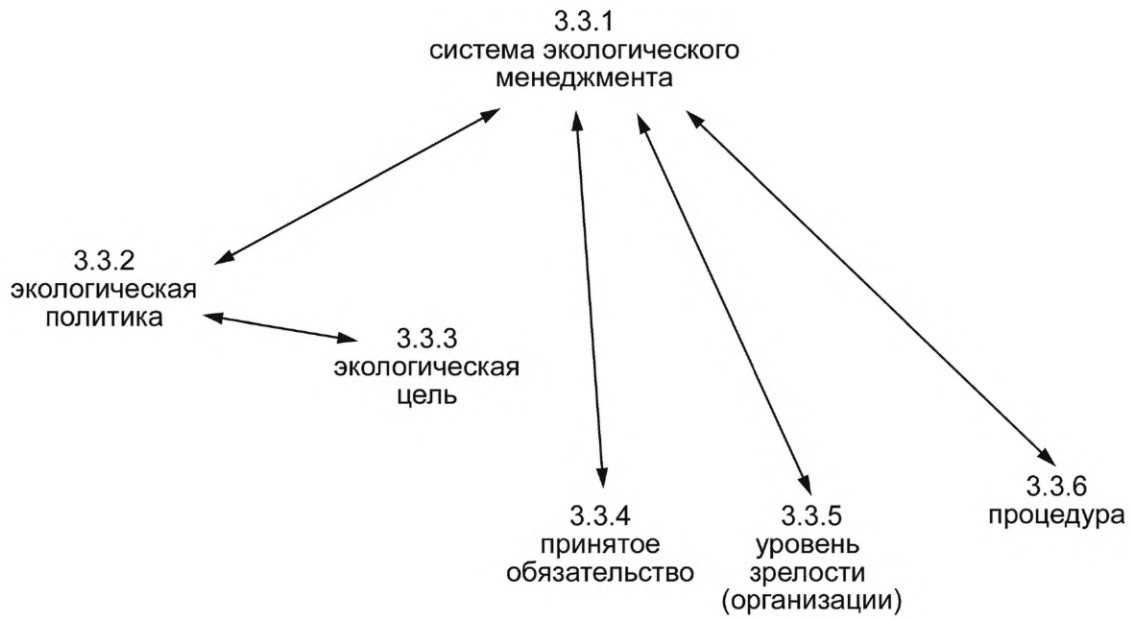 3.3.1
система экологического
менеджмента
3.3.2
экологическая
политика
3.3.3
экологическая
цель
3.3.4
принятое
обязательство
3.3.5
уровень
зрелости
(организации)
3.3.6
процедура